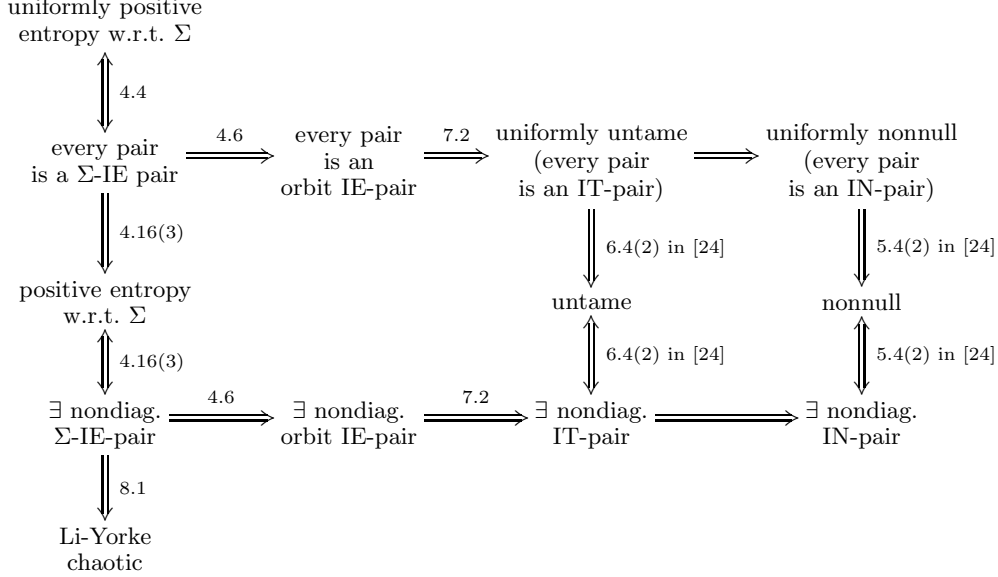 uniformly positive
entropy w.r.t. Σ
4.4
every pair
is a Σ-IE pair
4.6
every pair
is an
orbit IE-pair
7.2
uniformly untame
(every pair
is an IT-pair)
uniformly nonnull
(every pair
is an IN-pair)
4.16(3)
6.4(2) in [24]
5.4(2) in [24]
positive entropy
w.r.t. Σ
untame
nonnull
4.16(3)
6.4(2) in [24]
5.4(2) in [24]
∃ nondiag.
Σ-IE-pair
4.6
∃ nondiag.
orbit IE-pair
7.2
∃ nondiag.
IT-pair
∃ nondiag.
IN-pair
8.1
Li-Yorke
chaotic